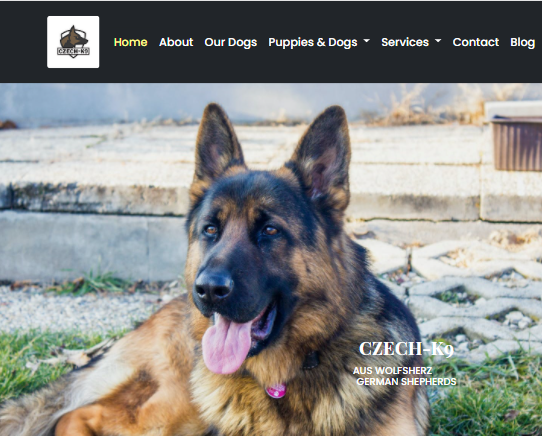 CZECH-K9
Home About Our Dogs Puppies & Dogs Services Contact Blog
CZECH-K9
AUS WOLFSHERZ
GERMAN SHEPHERDS